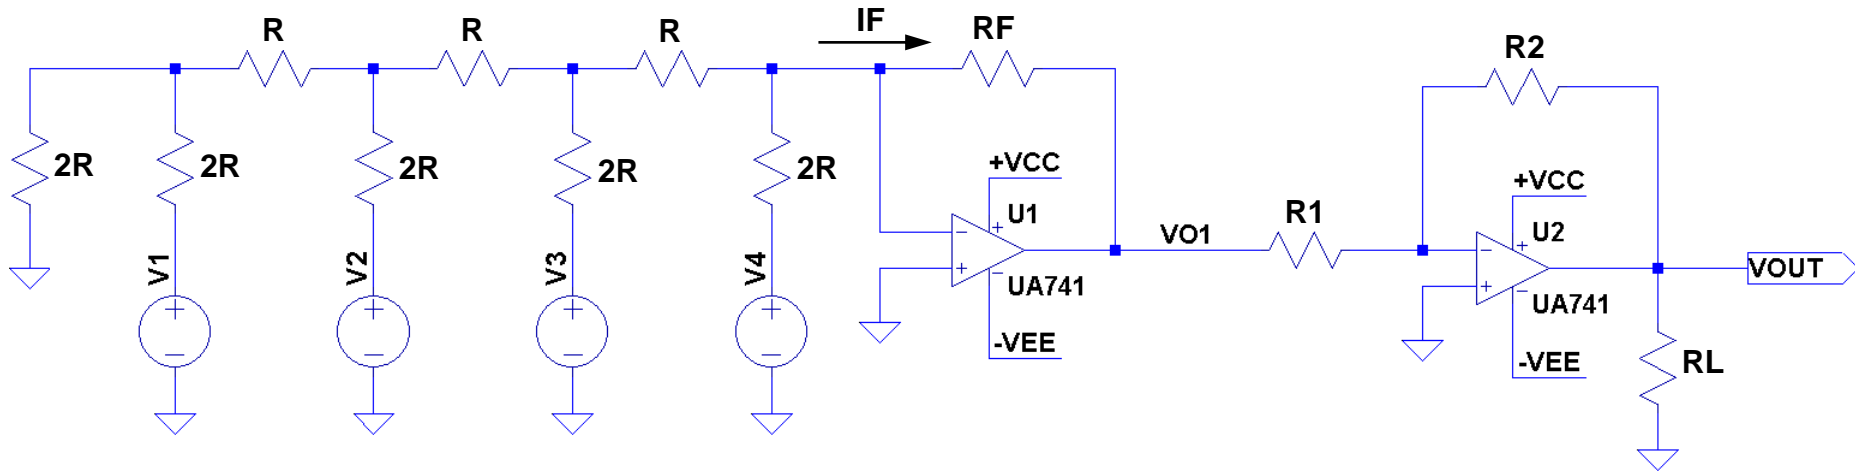 R
R
R
IF
RF
R2
2R
2R
2R
2R
2R
+VCC
U1
UA741
-VEE
V1
V2
V3
V4
VO1
R1
+VCC
U2
UA741
-VEE
VOUT
RL